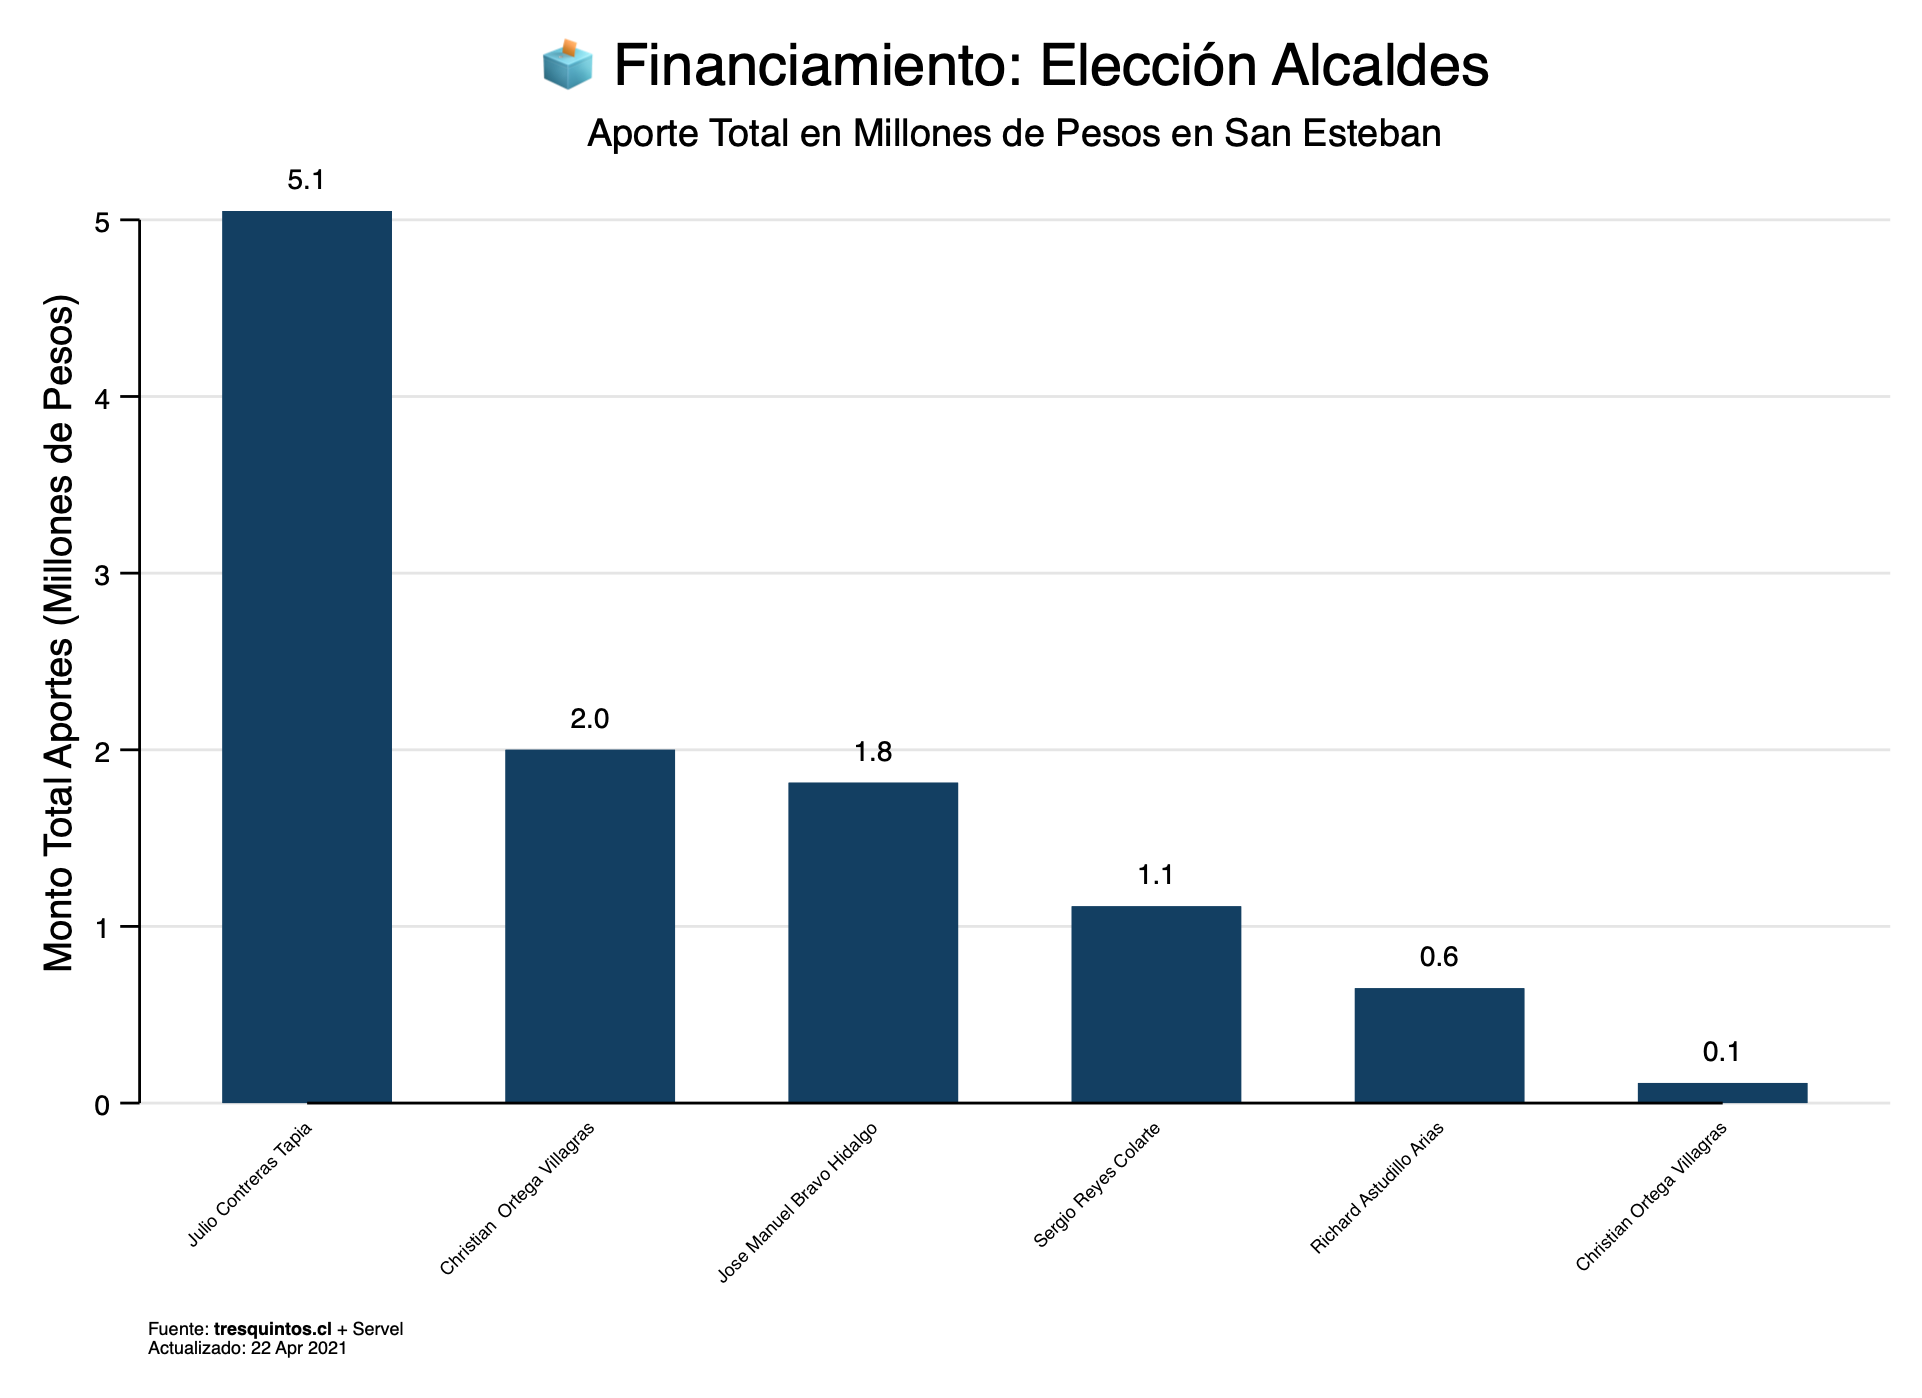 Financiamiento: Elección Alcaldes
Aporte Total en Millones de Pesos en San Esteban
Monto Total Aportes (Millones de Pesos)
5
4
3
2
1
0
5.1
2.0
1.8
1.1
0.6
0.1
Julio Contreras Tapia
Christian  Ortega Villagras
Jose Manuel Bravo Hidalgo
Sergio Reyes Colarte
Richard Astudillo Arias
Christian Ortega Villagras
Fuente: tresquintos.cl + Servel
Actualizado: 22 Apr 2021